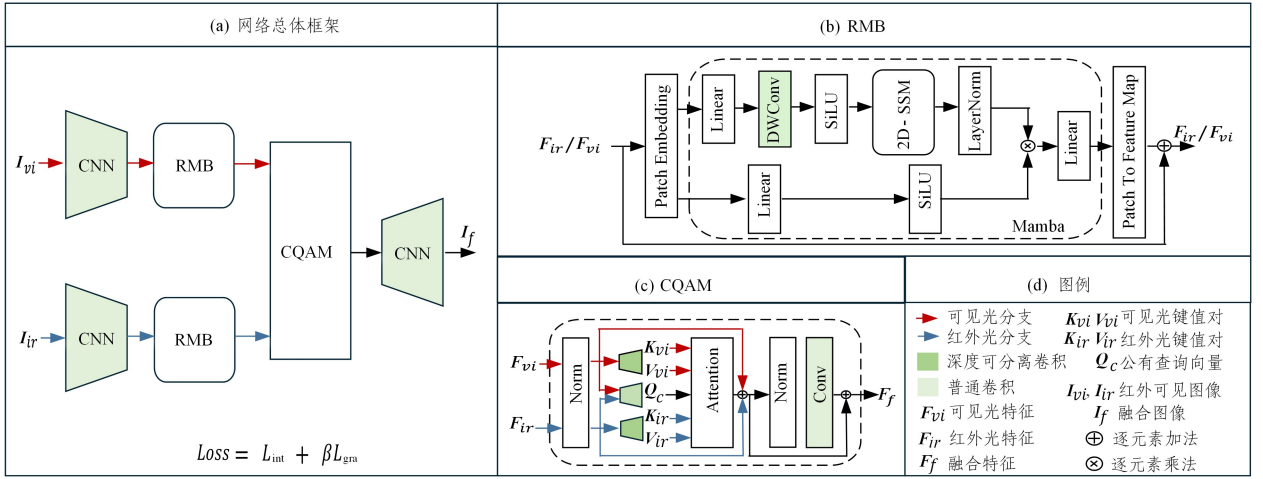 (a) 网络总体框架
I_vi
CNN
RMB
CQAM
CNN
I_f
I_ir
CNN
RMB
Loss = L_int + βL_gra
(b) RMB
F_ir/F_vi
Patch Embedding
Linear
DWConv
SiLU
2D-SSM
LayerNorm
Linear
SiLU
Linear
Patch To Feature Map
F_ir/F_vi
Mamba
(c) CQAM
F_vi
F_ir
Norm
K_vi
V_vi
Q_c
K_ir
V_ir
Attention
Norm
Conv
F_f
(d) 图例
可见光分支
K_vi V_vi 可见光键值对
红外光分支
K_ir V_ir 红外光键值对
深度可分离卷积
Q_c 公有查询向量
普通卷积
I_vi, I_ir 红外可见图像
F_vi 可见光特征
I_f 融合图像
F_ir 红外光特征
⊕ 逐元素加法
F_f 融合特征
⊗ 逐元素乘法